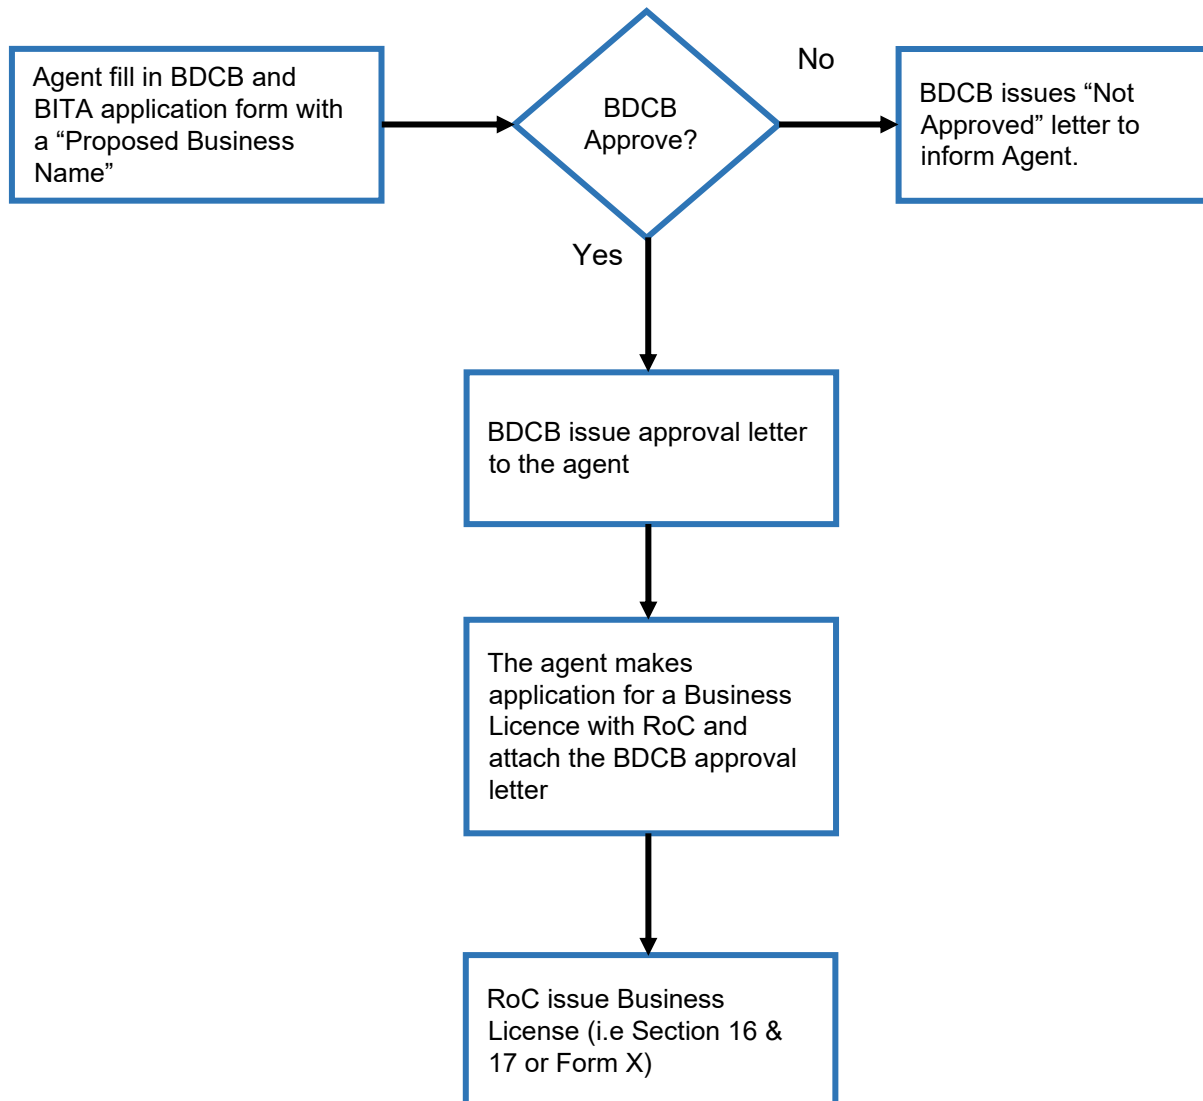 Agent fill in BDCB and
BITA application form with
a “Proposed Business
Name”
BDCB
Approve?
No
BDCB issues “Not
Approved” letter to
inform Agent.
Yes
BDCB issue approval letter
to the agent
The agent makes
application for a Business
Licence with RoC and
attach the BDCB approval
letter
RoC issue Business
License (i.e Section 16 &
17 or Form X)